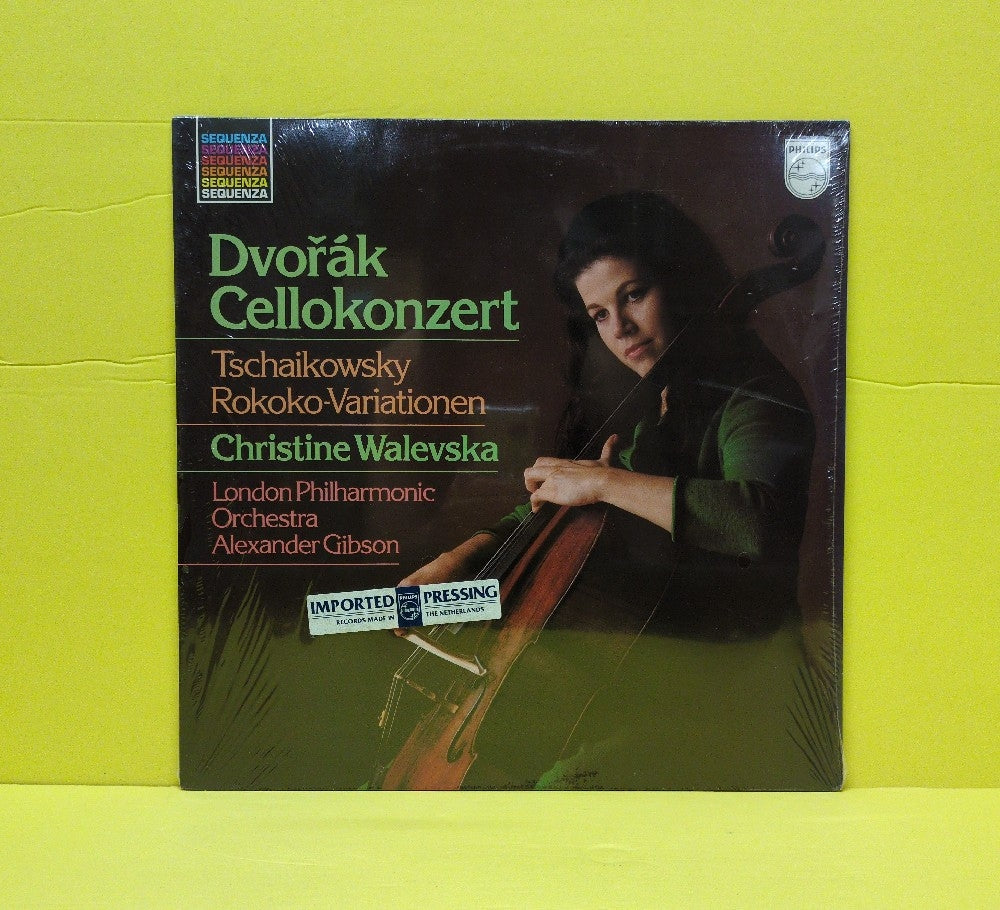 SEQUENZA
SEQUENZA
SEQUENZA
SEQUENZA
SEQUENZA
SEQUENZA
PHILIPS
Dvořák
Cellokonzert
Tschaikowsky
Rokoko-Variationen
Christine Walevska
London Philharmonic
Orchestra
Alexander Gibson
IMPORTED PHILIPS PRESSING
RECORDS MADE IN THE NETHERLANDS